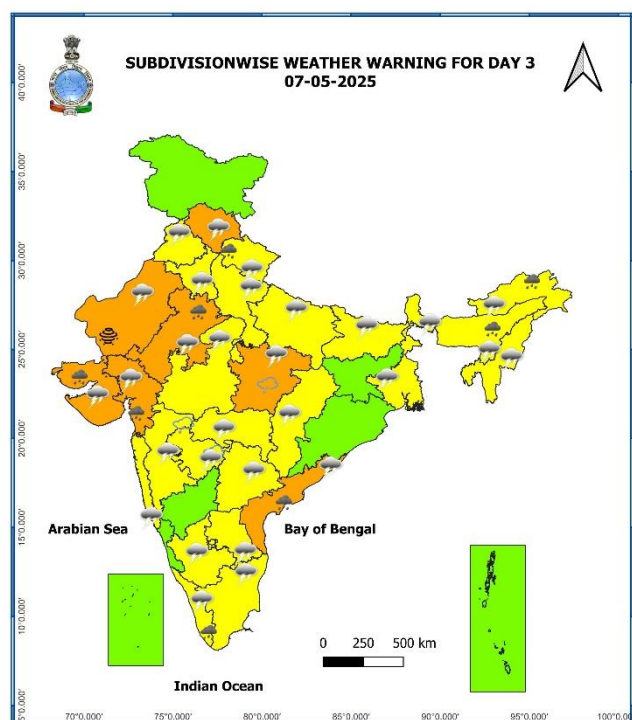 SUBDIVISIONWISE WEATHER WARNING FOR DAY 3
07-05-2025
40°0.000'
35°0.000'
30°0.000'
25°0.000'
20°0.000'
15°0.000'
10°0.000'
5°0.000'
Arabian Sea
Bay of Bengal
0 250 500 km
Indian Ocean
70°0.000' 75°0.000' 80°0.000' 85°0.000' 90°0.000' 95°0.000' 100°0.0